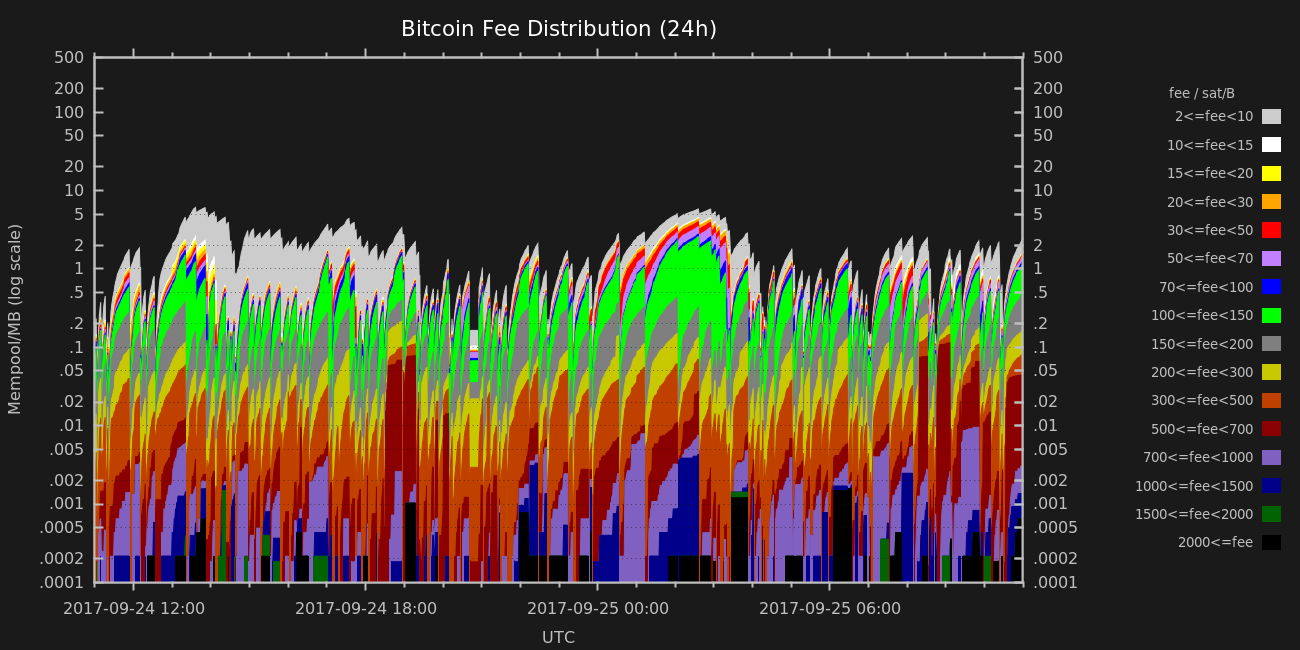 Bitcoin Fee Distribution (24h)
500
200
100
50
20
10
5
2
1
.5
.2
.1
.05
.02
.01
.005
.002
.001
.0005
.0002
.0001
Mempool/MB (log scale)
500
200
100
50
20
10
5
2
1
.5
.2
.1
.05
.02
.01
.005
.002
.001
.0005
.0002
.0001
2017-09-24 12:00 2017-09-24 18:00 2017-09-25 00:00 2017-09-25 06:00
UTC
fee / sat/B
2<=fee<10
10<=fee<15
15<=fee<20
20<=fee<30
30<=fee<50
50<=fee<70
70<=fee<100
100<=fee<150
150<=fee<200
200<=fee<300
300<=fee<500
500<=fee<700
700<=fee<1000
1000<=fee<1500
1500<=fee<2000
2000<=fee